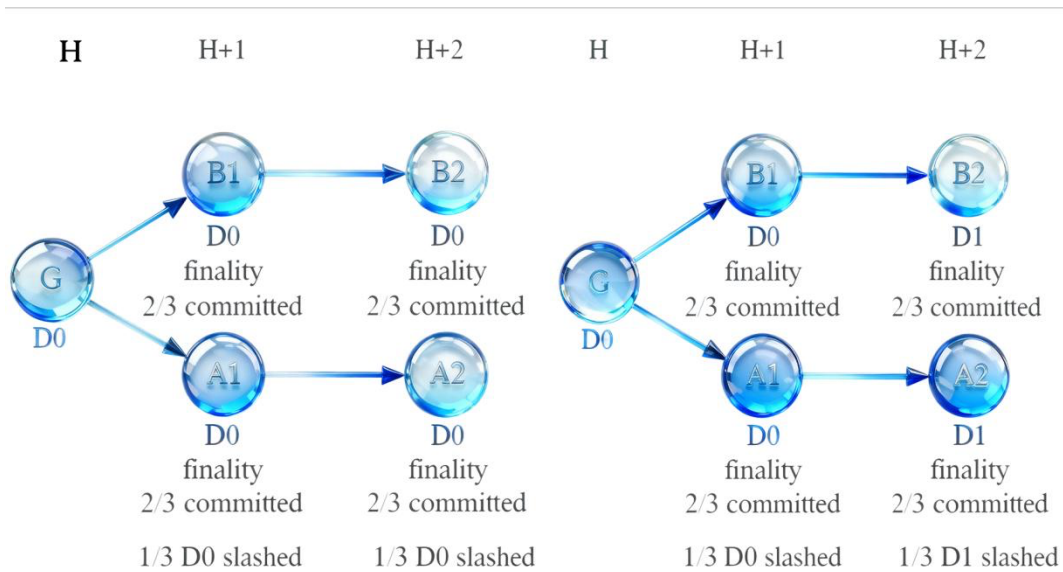 H H+1 H+2 H H+1 H+2
B1 B2 B1 B2
D0 D0 D0 D1
finality finality finality finality
G G
2/3 committed 2/3 committed 2/3 committed 2/3 committed
D0 D0
A1 A2 A1 A2
D0 D0 D0 D1
finality finality finality finality
2/3 committed 2/3 committed 2/3 committed 2/3 committed
1/3 D0 slashed 1/3 D0 slashed 1/3 D0 slashed 1/3 D1 slashed